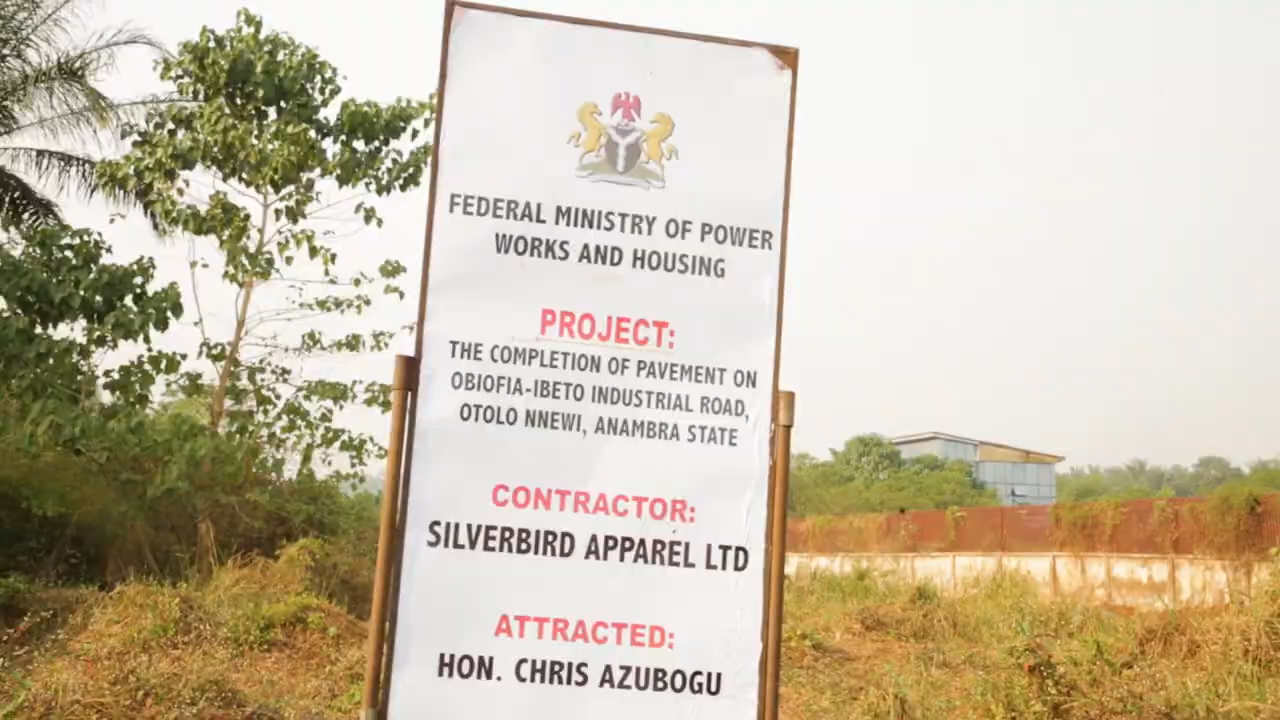 FEDERAL MINISTRY OF POWER
WORKS AND HOUSING
PROJECT:
THE COMPLETION OF PAVEMENT ON
OBIOFIA-IBETO INDUSTRIAL ROAD,
OTOLO NNEWI, ANAMBRA STATE
CONTRACTOR:
SILVERBIRD APPAREL LTD
ATTRACTED:
HON. CHRIS AZUBOGU